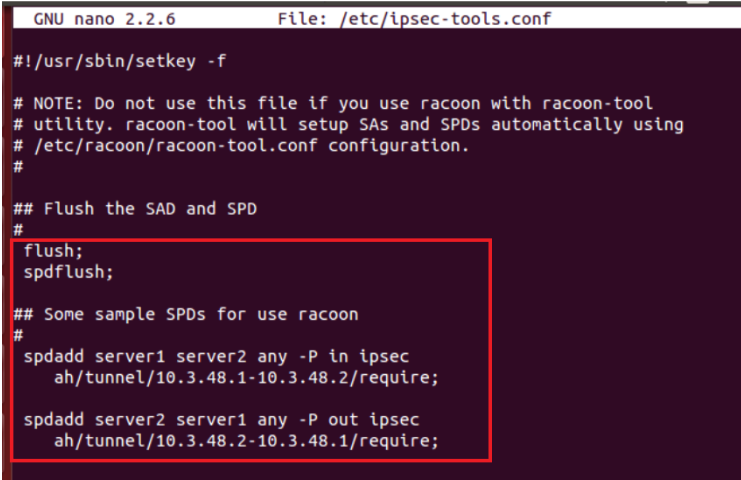 GNU nano 2.2.6 File: /etc/ipsec-tools.conf
#!/usr/sbin/setkey -f
# NOTE: Do not use this file if you use racoon with racoon-tool
# utility. racoon-tool will setup SAs and SPDs automatically using
# /etc/racoon/racoon-tool.conf configuration.
#
## Flush the SAD and SPD
#
flush;
spdflush;
## Some sample SPDs for use racoon
#
spdadd server1 server2 any -P in ipsec
ah/tunnel/10.3.48.1-10.3.48.2/require;
spdadd server2 server1 any -P out ipsec
ah/tunnel/10.3.48.2-10.3.48.1/require;